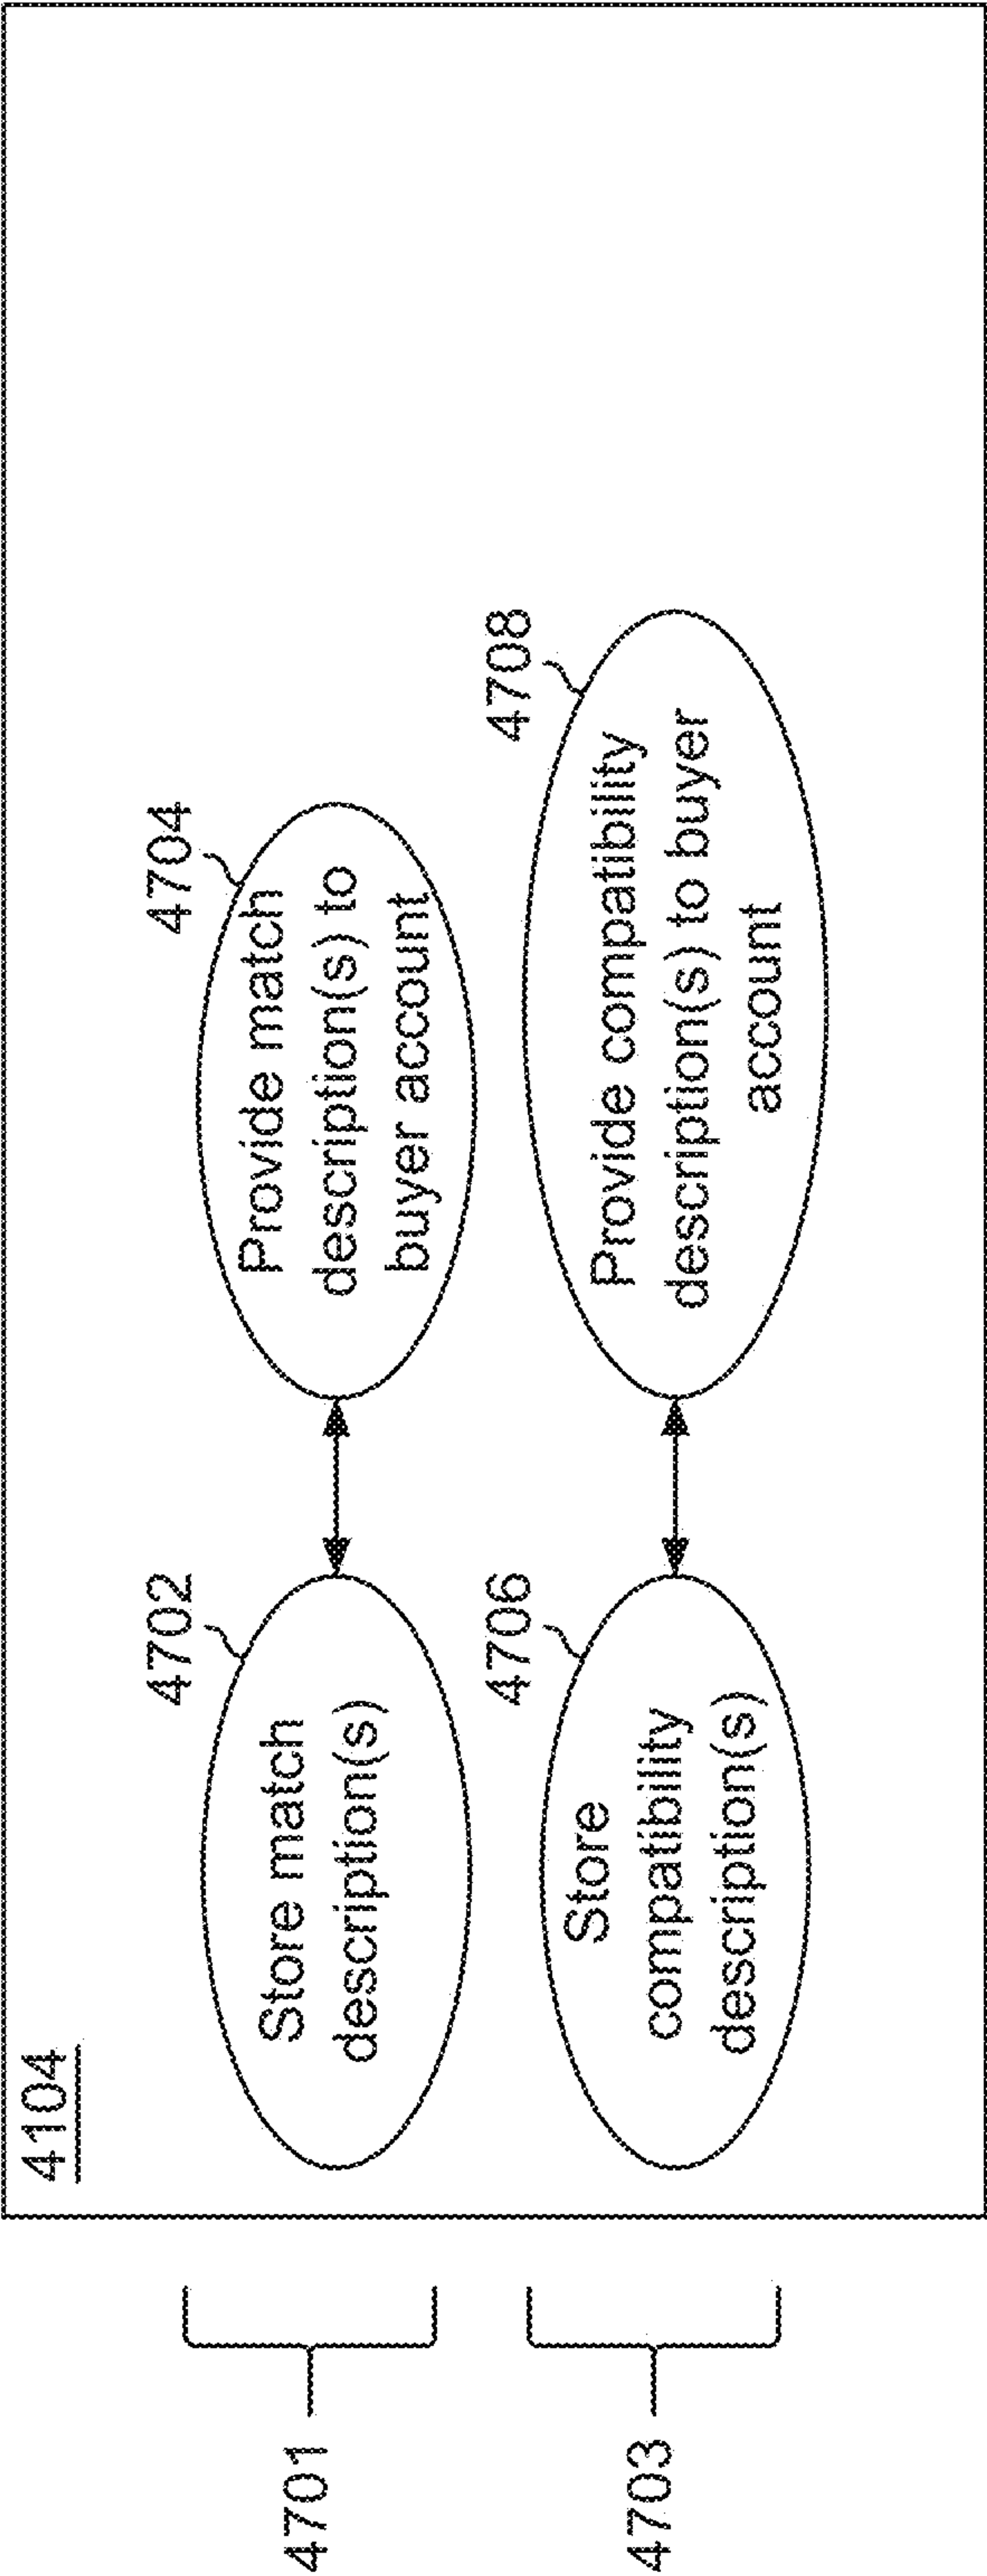 4104
4701
4702
Store match
description(s)
4704
Provide match
description(s) to
buyer account
4703
4706
Store
compatibility
description(s)
4708
Provide compatibility
description(s) to buyer
account